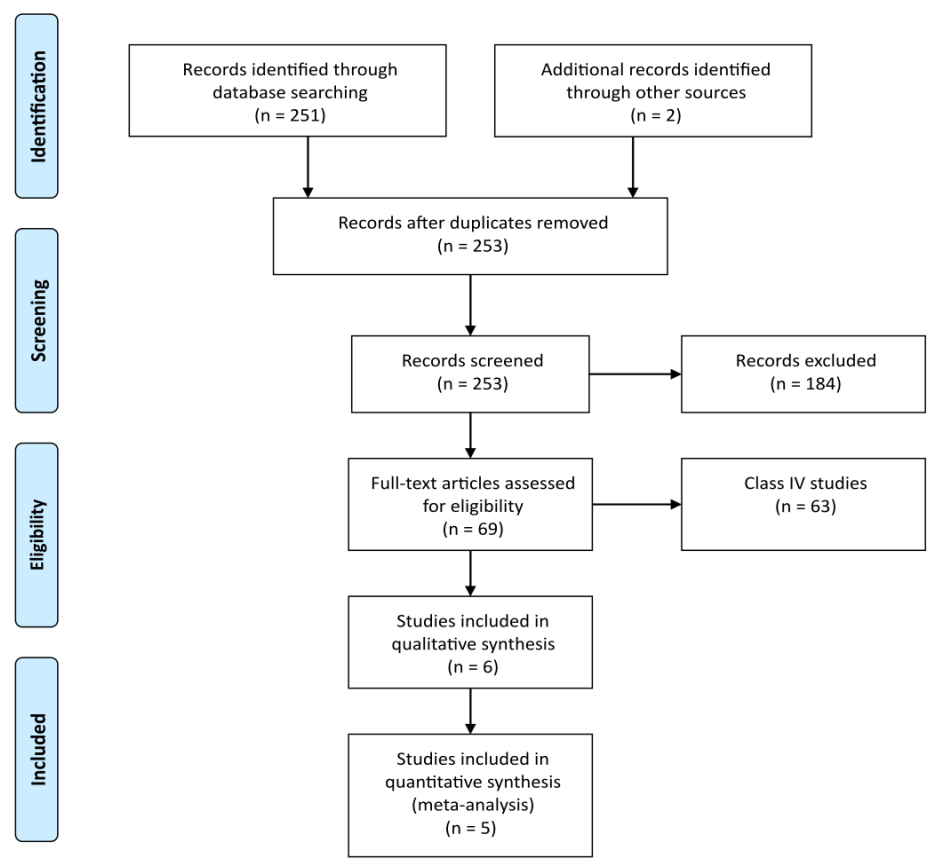 Identification
Records identified through
database searching
(n = 251)
Additional records identified
through other sources
(n = 2)
Records after duplicates removed
(n = 253)
Screening
Records screened
(n = 253)
Records excluded
(n = 184)
Eligibility
Full-text articles assessed
for eligibility
(n = 69)
Class IV studies
(n = 63)
Studies included in
qualitative synthesis
(n = 6)
Included
Studies included in
quantitative synthesis
(meta-analysis)
(n = 5)